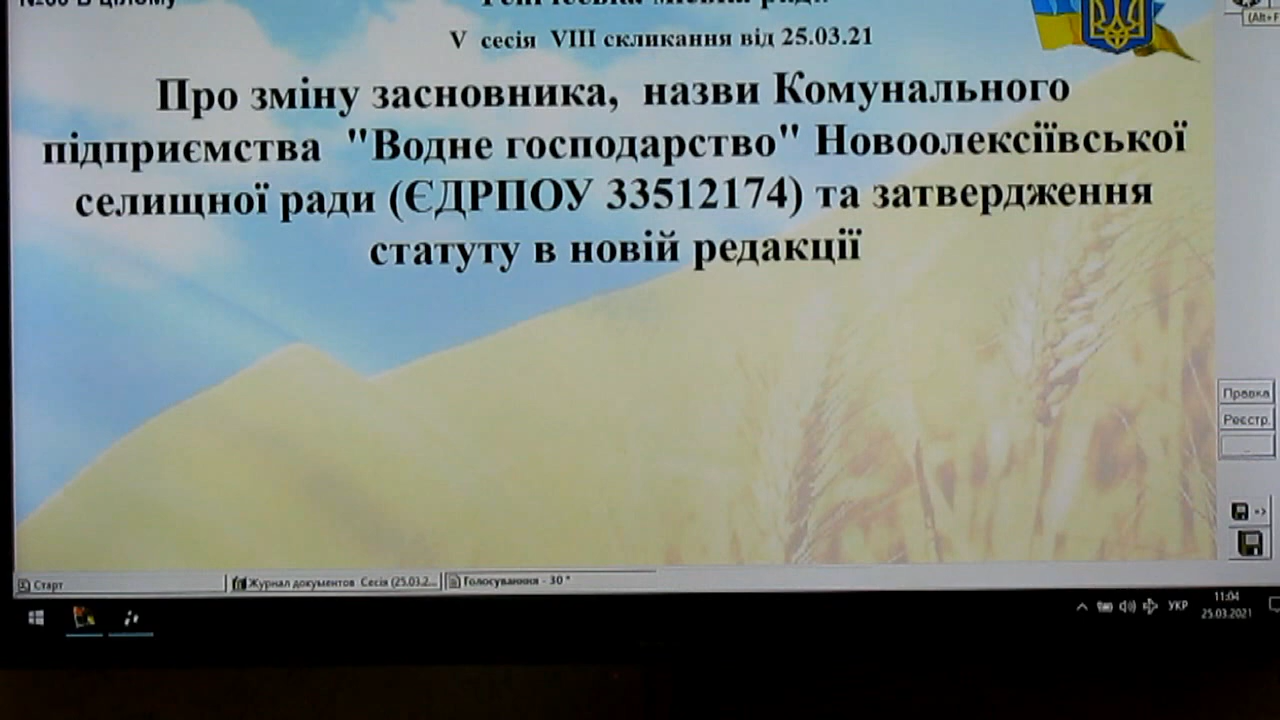 V сесія VIII скликання від 25.03.21
Про зміну засновника, назви Комунального
підприємства "Водне господарство" Новоолексіївської
селищної ради (ЄДРПОУ 33512174) та затвердження
статуту в новій редакції
(Alt+F
Правка
Реєстр.
Старт
Журнал документов Сесія (25.03.2...
Голосування - 30 *
УКР
11:04
25.03.2021